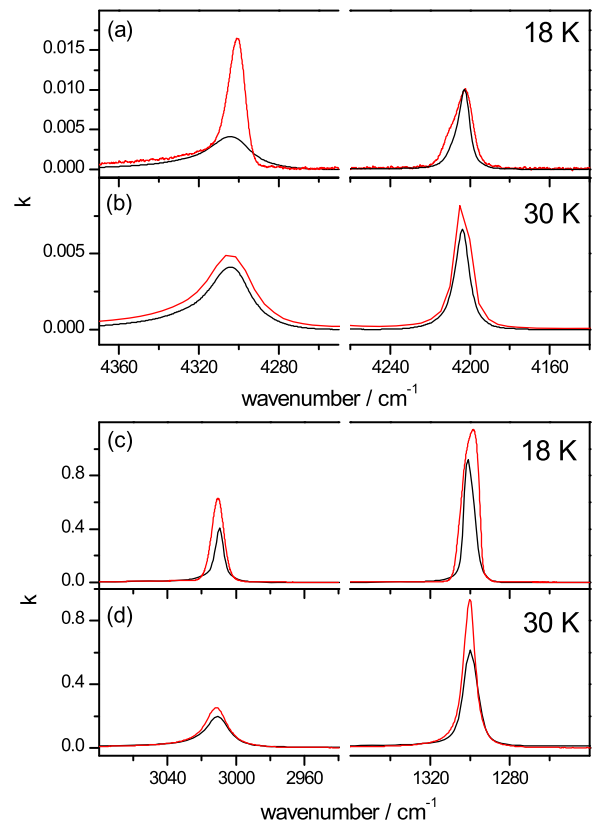 (a) 18 K
0.015
0.010
0.005
0.000
k
(b) 30 K
0.005
0.000
4360 4320 4280 4240 4200 4160
wavenumber / cm⁻¹
(c) 18 K
0.8
0.4
0.0
k
(d) 30 K
0.8
0.4
0.0
3040 3000 2960 1320 1280
wavenumber / cm⁻¹